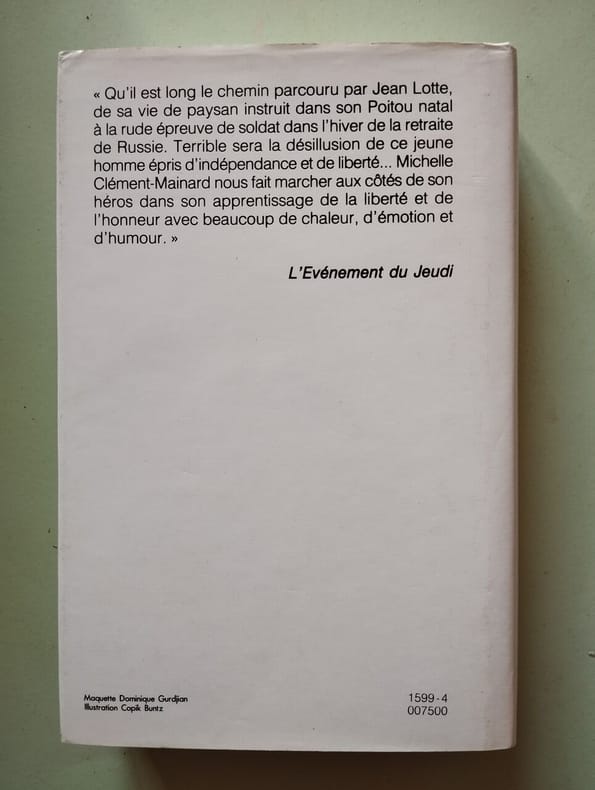 « Qu'il est long le chemin parcouru par Jean Lotte,
de sa vie de paysan instruit dans son Poitou natal
à la rude épreuve de soldat dans l'hiver de la retraite
de Russie. Terrible sera la désillusion de ce jeune
homme épris d'indépendance et de liberté... Michelle
Clément-Mainard nous fait marcher aux côtés de son
héros dans son apprentissage de la liberté et de
l'honneur avec beaucoup de chaleur, d'émotion et
d'humour. »
L'Evénement du Jeudi
Maquette Dominique Gurdjian
Illustration Copik Buntz
1599-4
007500